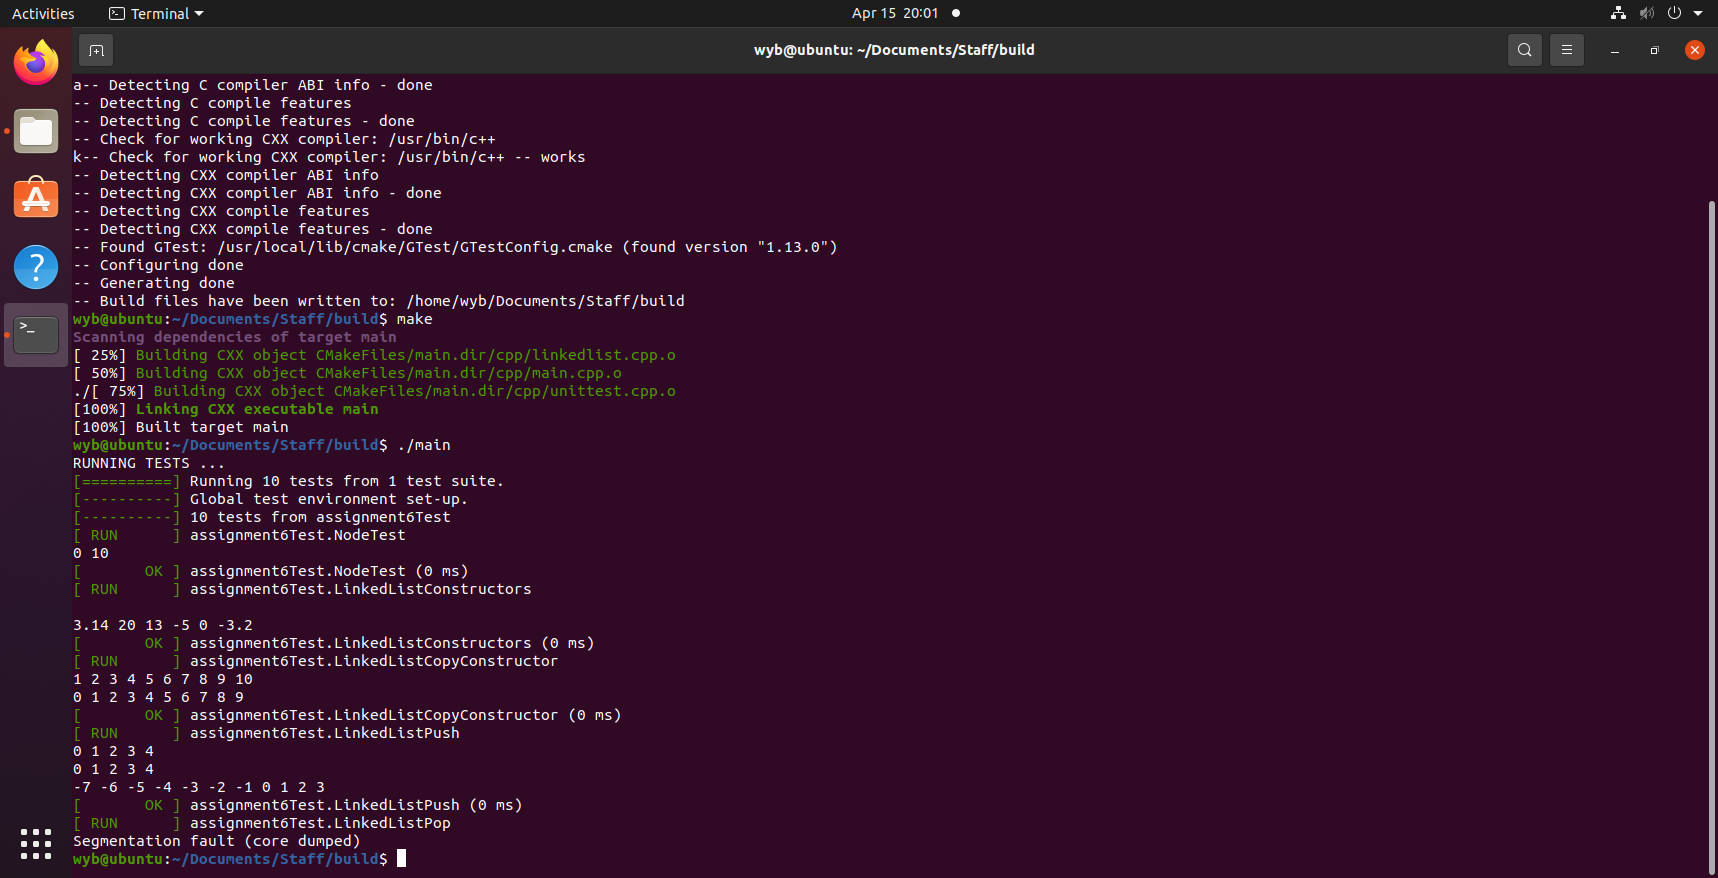 Activities
Terminal
Apr 15 20:01
wyb@ubuntu: ~/Documents/Staff/build
a-- Detecting C compiler ABI info - done
-- Detecting C compile features
-- Detecting C compile features - done
-- Check for working CXX compiler: /usr/bin/c++
k-- Check for working CXX compiler: /usr/bin/c++ -- works
-- Detecting CXX compiler ABI info
-- Detecting CXX compiler ABI info - done
-- Detecting CXX compile features
-- Detecting CXX compile features - done
-- Found GTest: /usr/local/lib/cmake/GTest/GTestConfig.cmake (found version "1.13.0")
-- Configuring done
-- Generating done
-- Build files have been written to: /home/wyb/Documents/Staff/build
wyb@ubuntu:~/Documents/Staff/build$ make
Scanning dependencies of target main
[ 25%] Building CXX object CMakeFiles/main.dir/cpp/linkedlist.cpp.o
[ 50%] Building CXX object CMakeFiles/main.dir/cpp/main.cpp.o
./[ 75%] Building CXX object CMakeFiles/main.dir/cpp/unittest.cpp.o
[100%] Linking CXX executable main
[100%] Built target main
wyb@ubuntu:~/Documents/Staff/build$ ./main
RUNNING TESTS ...
[==========] Running 10 tests from 1 test suite.
[----------] Global test environment set-up.
[----------] 10 tests from assignment6Test
[ RUN      ] assignment6Test.NodeTest
0 10
[       OK ] assignment6Test.NodeTest (0 ms)
[ RUN      ] assignment6Test.LinkedListConstructors
3.14 20 13 -5 0 -3.2
[       OK ] assignment6Test.LinkedListConstructors (0 ms)
[ RUN      ] assignment6Test.LinkedListCopyConstructor
1 2 3 4 5 6 7 8 9 10
0 1 2 3 4 5 6 7 8 9
[       OK ] assignment6Test.LinkedListCopyConstructor (0 ms)
[ RUN      ] assignment6Test.LinkedListPush
0 1 2 3 4
0 1 2 3 4
-7 -6 -5 -4 -3 -2 -1 0 1 2 3
[       OK ] assignment6Test.LinkedListPush (0 ms)
[ RUN      ] assignment6Test.LinkedListPop
Segmentation fault (core dumped)
wyb@ubuntu:~/Documents/Staff/build$